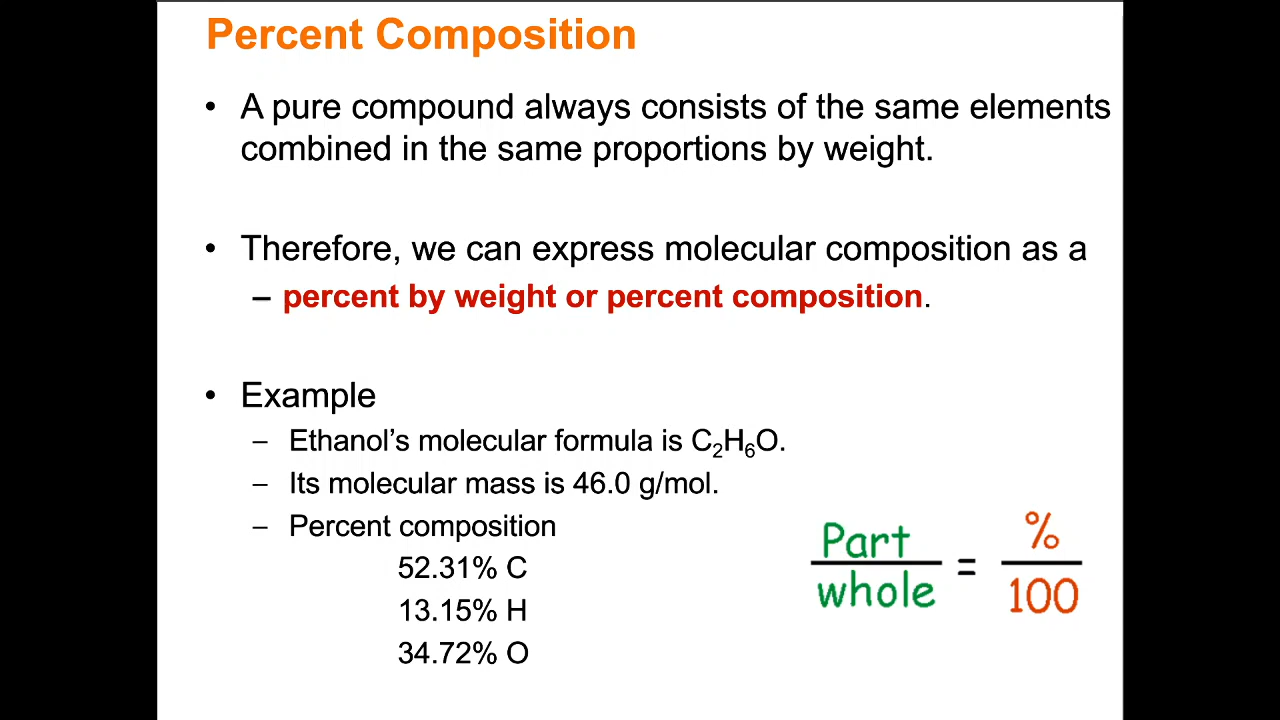 Percent Composition
• A pure compound always consists of the same elements
combined in the same proportions by weight.
• Therefore, we can express molecular composition as a
– percent by weight or percent composition.
• Example
– Ethanol’s molecular formula is C₂H₆O.
– Its molecular mass is 46.0 g/mol.
– Percent composition
52.31% C
13.15% H
34.72% O
Part
whole
=
%
100